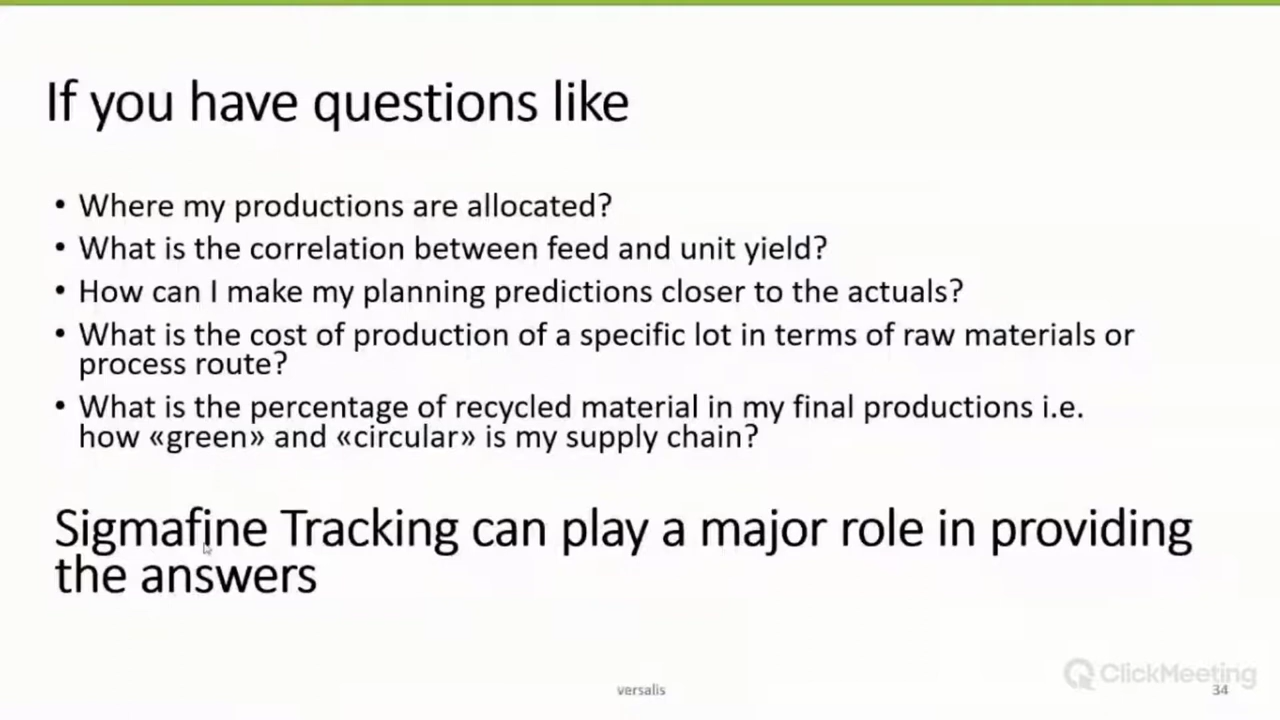 If you have questions like
• Where my productions are allocated?
• What is the correlation between feed and unit yield?
• How can I make my planning predictions closer to the actuals?
• What is the cost of production of a specific lot in terms of raw materials or
process route?
• What is the percentage of recycled material in my final productions i.e.
how «green» and «circular» is my supply chain?
Sigmafine Tracking can play a major role in providing
the answers
ClickMeeting
versalis
34